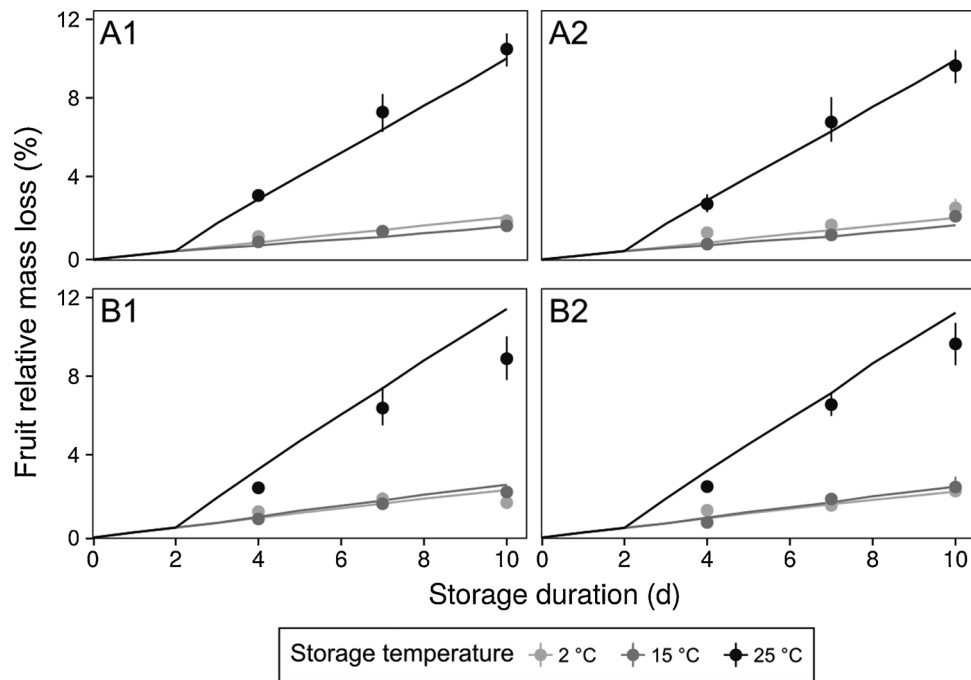 Fruit relative mass loss (%)
A1
A2
12
8
4
0
B1
B2
12
8
4
0
0 2 4 6 8 10
0 2 4 6 8 10
Storage duration (d)
Storage temperature 2 °C 15 °C 25 °C